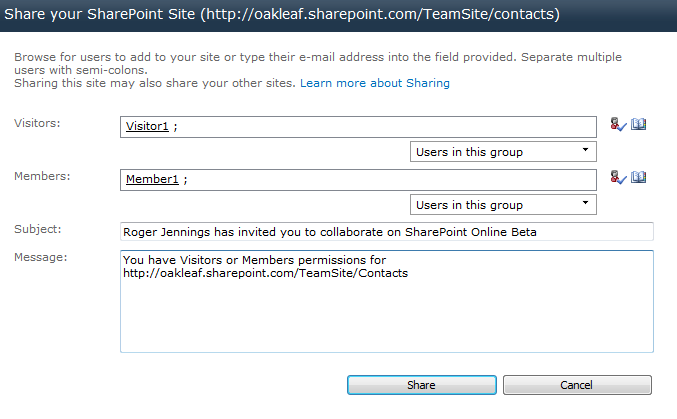 Share your SharePoint Site (http://oakleaf.sharepoint.com/TeamSite/contacts)
Browse for users to add to your site or type their e-mail address into the field provided. Separate multiple
users with semi-colons.
Sharing this site may also share your other sites. Learn more about Sharing
Visitors:
Visitor1 ;
Users in this group
Members:
Member1 ;
Users in this group
Subject:
Roger Jennings has invited you to collaborate on SharePoint Online Beta
Message:
You have Visitors or Members permissions for
http://oakleaf.sharepoint.com/TeamSite/Contacts
Share
Cancel